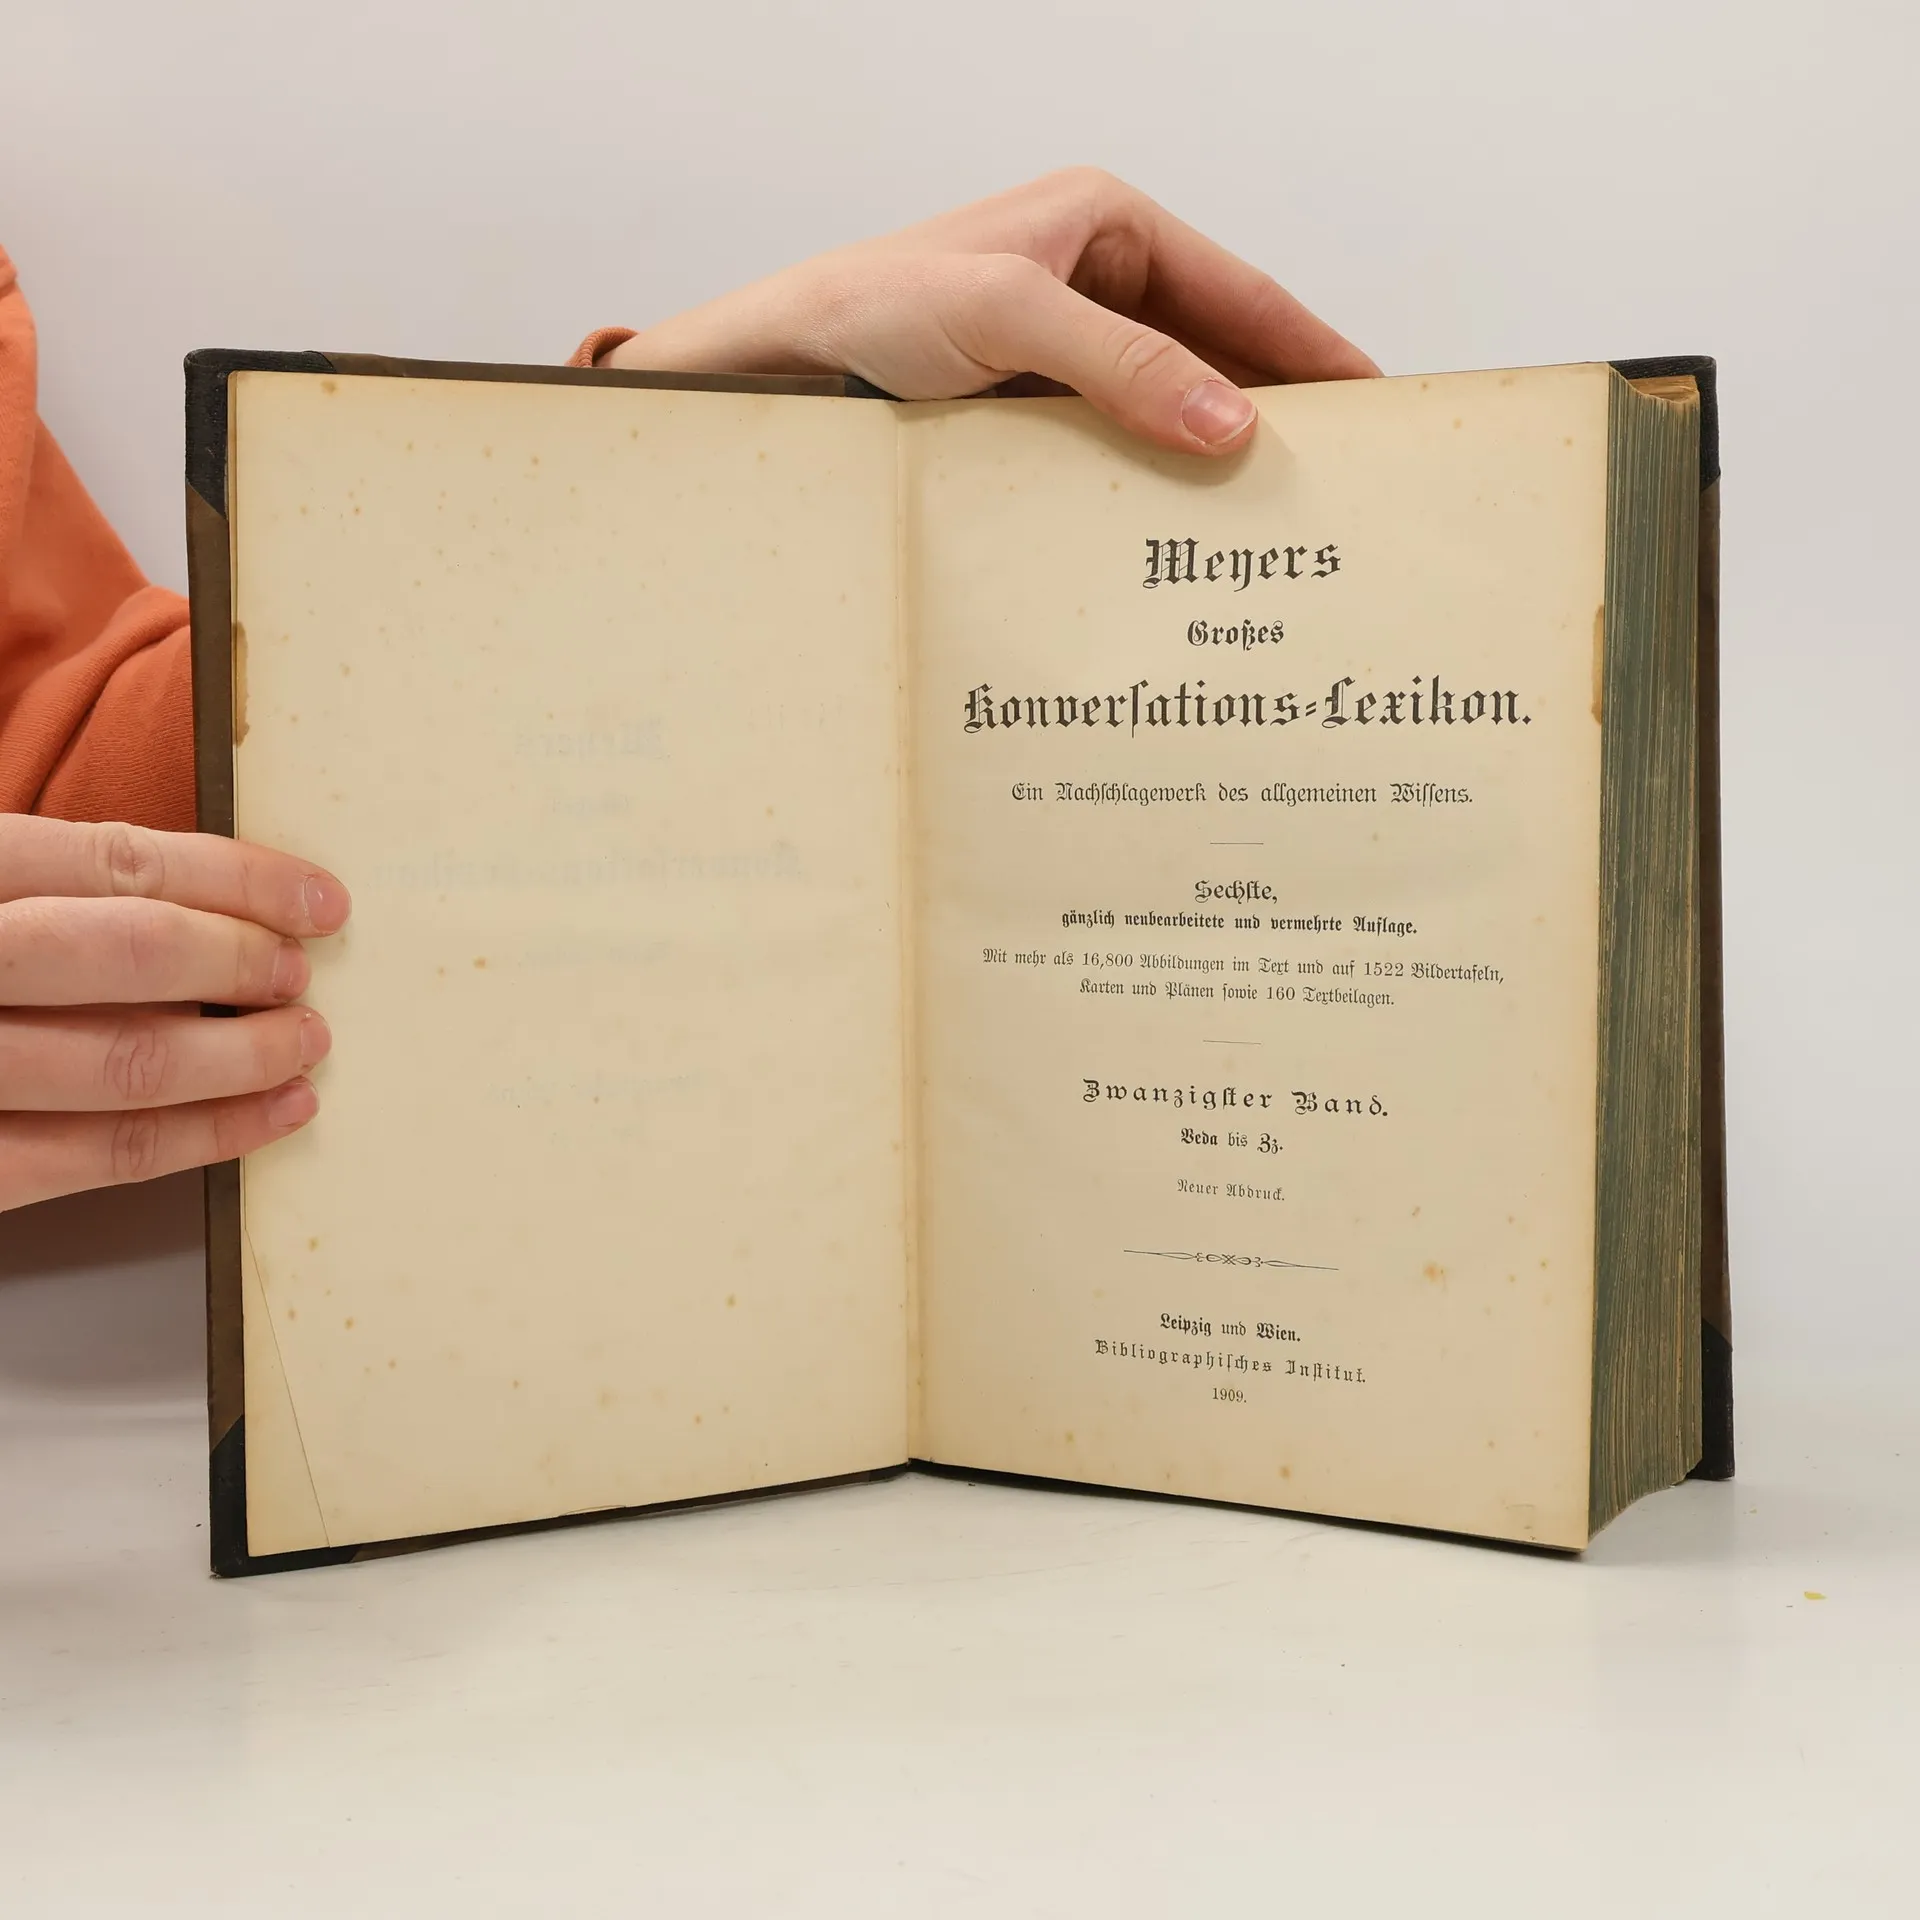 Meyers
Großes
Konverſations-Lexikon.
Ein Nachſchlagewerk des allgemeinen Wiſſens.
Sechſte,
gänzlich neubearbeitete und vermehrte Auflage.
Mit mehr als 16,800 Abbildungen im Text und auf 1522 Bildertafeln,
Karten und Plänen ſowie 160 Textbeilagen.
Zwanzigſter Band.
Veda bis Zz.
Neuer Abdruck.
Leipzig und Wien.
Bibliographiſches Inſtitut.
1909.